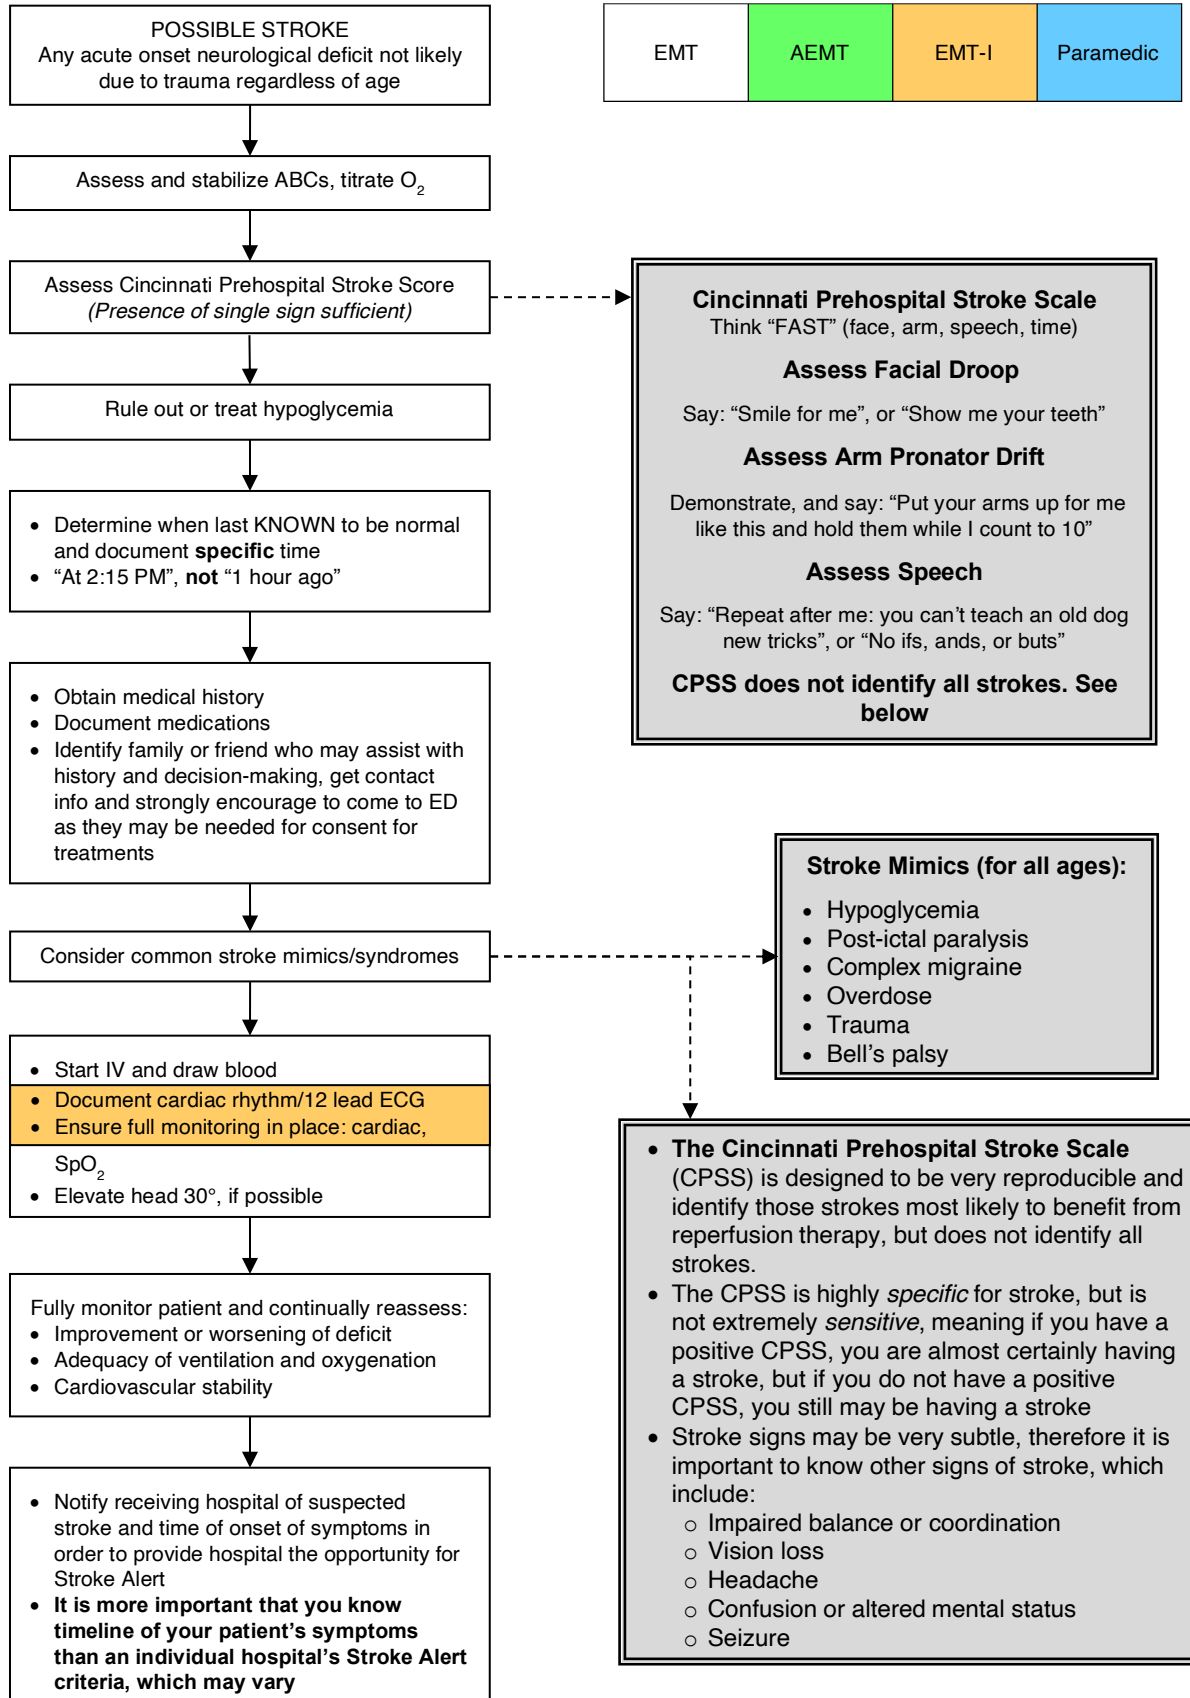 POSSIBLE STROKE
Any acute onset neurological deficit not likely
due to trauma regardless of age
EMT
AEMT
EMT-I
Paramedic
Assess and stabilize ABCs, titrate O₂
Assess Cincinnati Prehospital Stroke Score
(Presence of single sign sufficient)
Cincinnati Prehospital Stroke Scale
Think “FAST” (face, arm, speech, time)
Assess Facial Droop
Say: “Smile for me”, or “Show me your teeth”
Assess Arm Pronator Drift
Demonstrate, and say: “Put your arms up for me
like this and hold them while I count to 10”
Assess Speech
Say: “Repeat after me: you can’t teach an old dog
new tricks”, or “No ifs, ands, or buts”
CPSS does not identify all strokes. See
below
Rule out or treat hypoglycemia
• Determine when last KNOWN to be normal
and document specific time
• “At 2:15 PM”, not “1 hour ago”
• Obtain medical history
• Document medications
• Identify family or friend who may assist with
history and decision-making, get contact
info and strongly encourage to come to ED
as they may be needed for consent for
treatments
Consider common stroke mimics/syndromes
Stroke Mimics (for all ages):
• Hypoglycemia
• Post-ictal paralysis
• Complex migraine
• Overdose
• Trauma
• Bell’s palsy
• Start IV and draw blood
• Document cardiac rhythm/12 lead ECG
• Ensure full monitoring in place: cardiac,
SpO₂
• Elevate head 30°, if possible
• The Cincinnati Prehospital Stroke Scale
(CPSS) is designed to be very reproducible and
identify those strokes most likely to benefit from
reperfusion therapy, but does not identify all
strokes.
• The CPSS is highly specific for stroke, but is
not extremely sensitive, meaning if you have a
positive CPSS, you are almost certainly having
a stroke, but if you do not have a positive
CPSS, you still may be having a stroke
• Stroke signs may be very subtle, therefore it is
important to know other signs of stroke, which
include:
○ Impaired balance or coordination
○ Vision loss
○ Headache
○ Confusion or altered mental status
○ Seizure
Fully monitor patient and continually reassess:
• Improvement or worsening of deficit
• Adequacy of ventilation and oxygenation
• Cardiovascular stability
• Notify receiving hospital of suspected
stroke and time of onset of symptoms in
order to provide hospital the opportunity for
Stroke Alert
• It is more important that you know
timeline of your patient’s symptoms
than an individual hospital’s Stroke Alert
criteria, which may vary